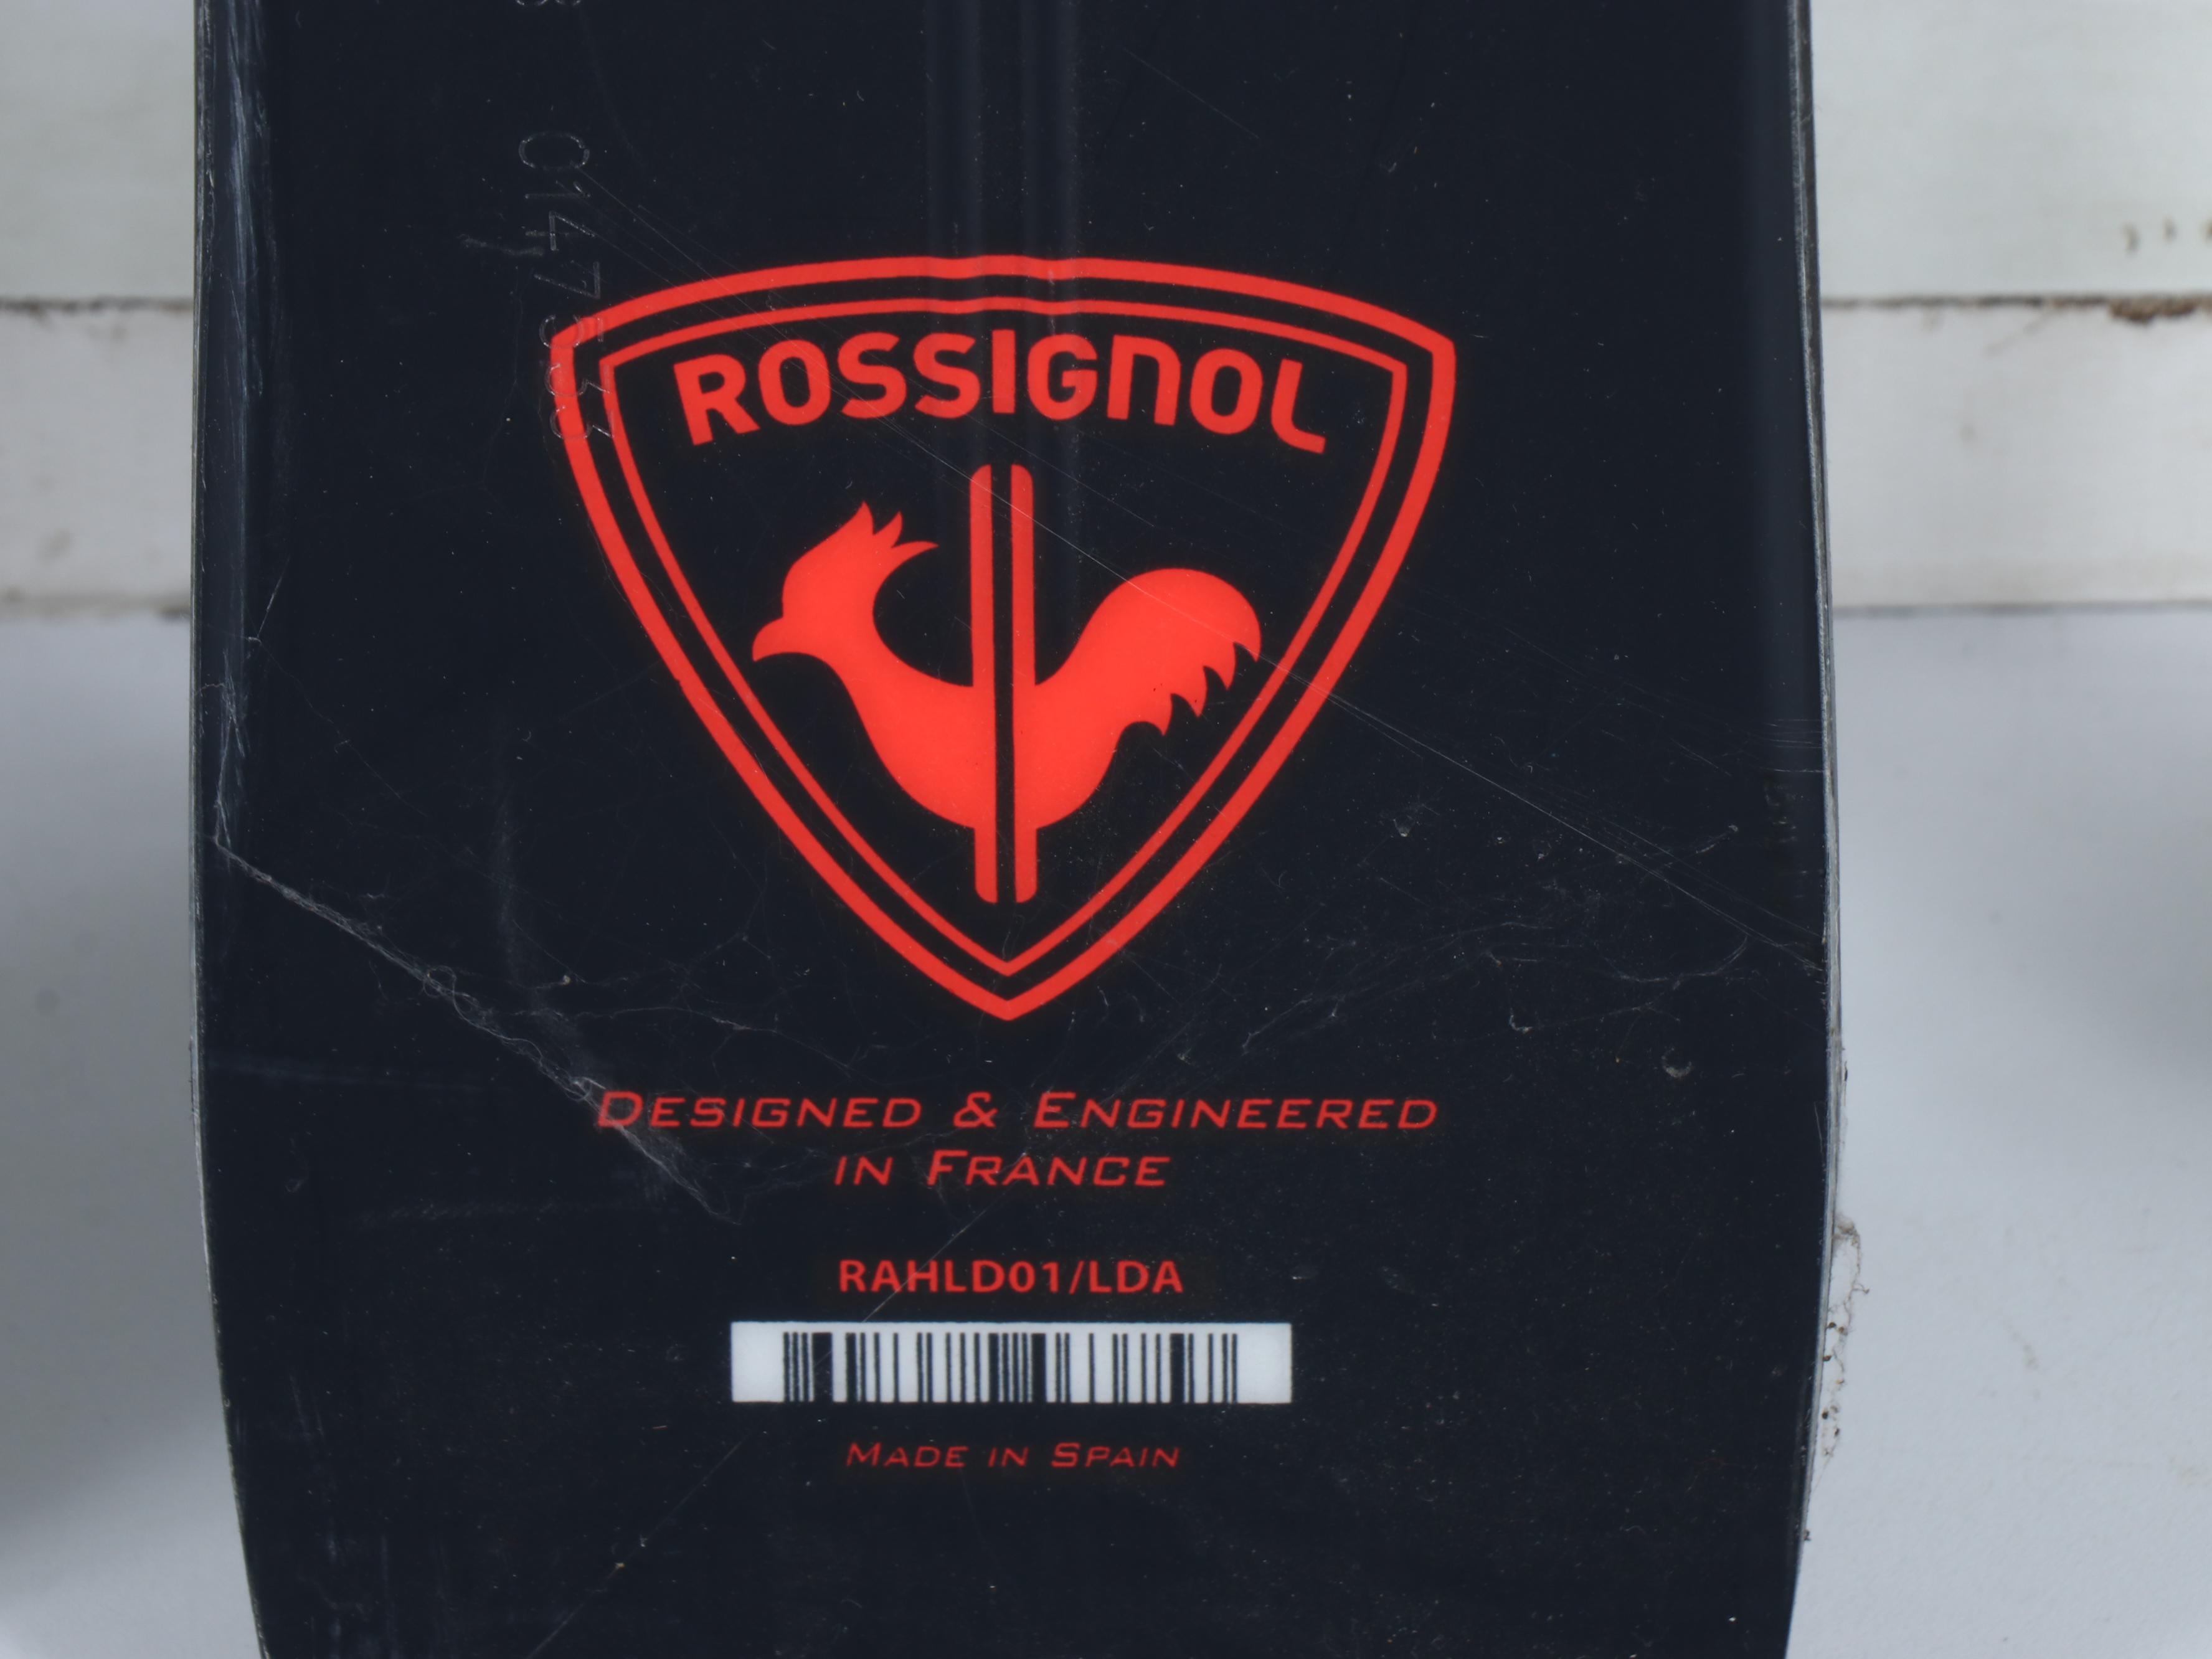 ROSSIGNOL
DESIGNED & ENGINEERED
IN FRANCE
RAHLD01/LDA
MADE IN SPAIN